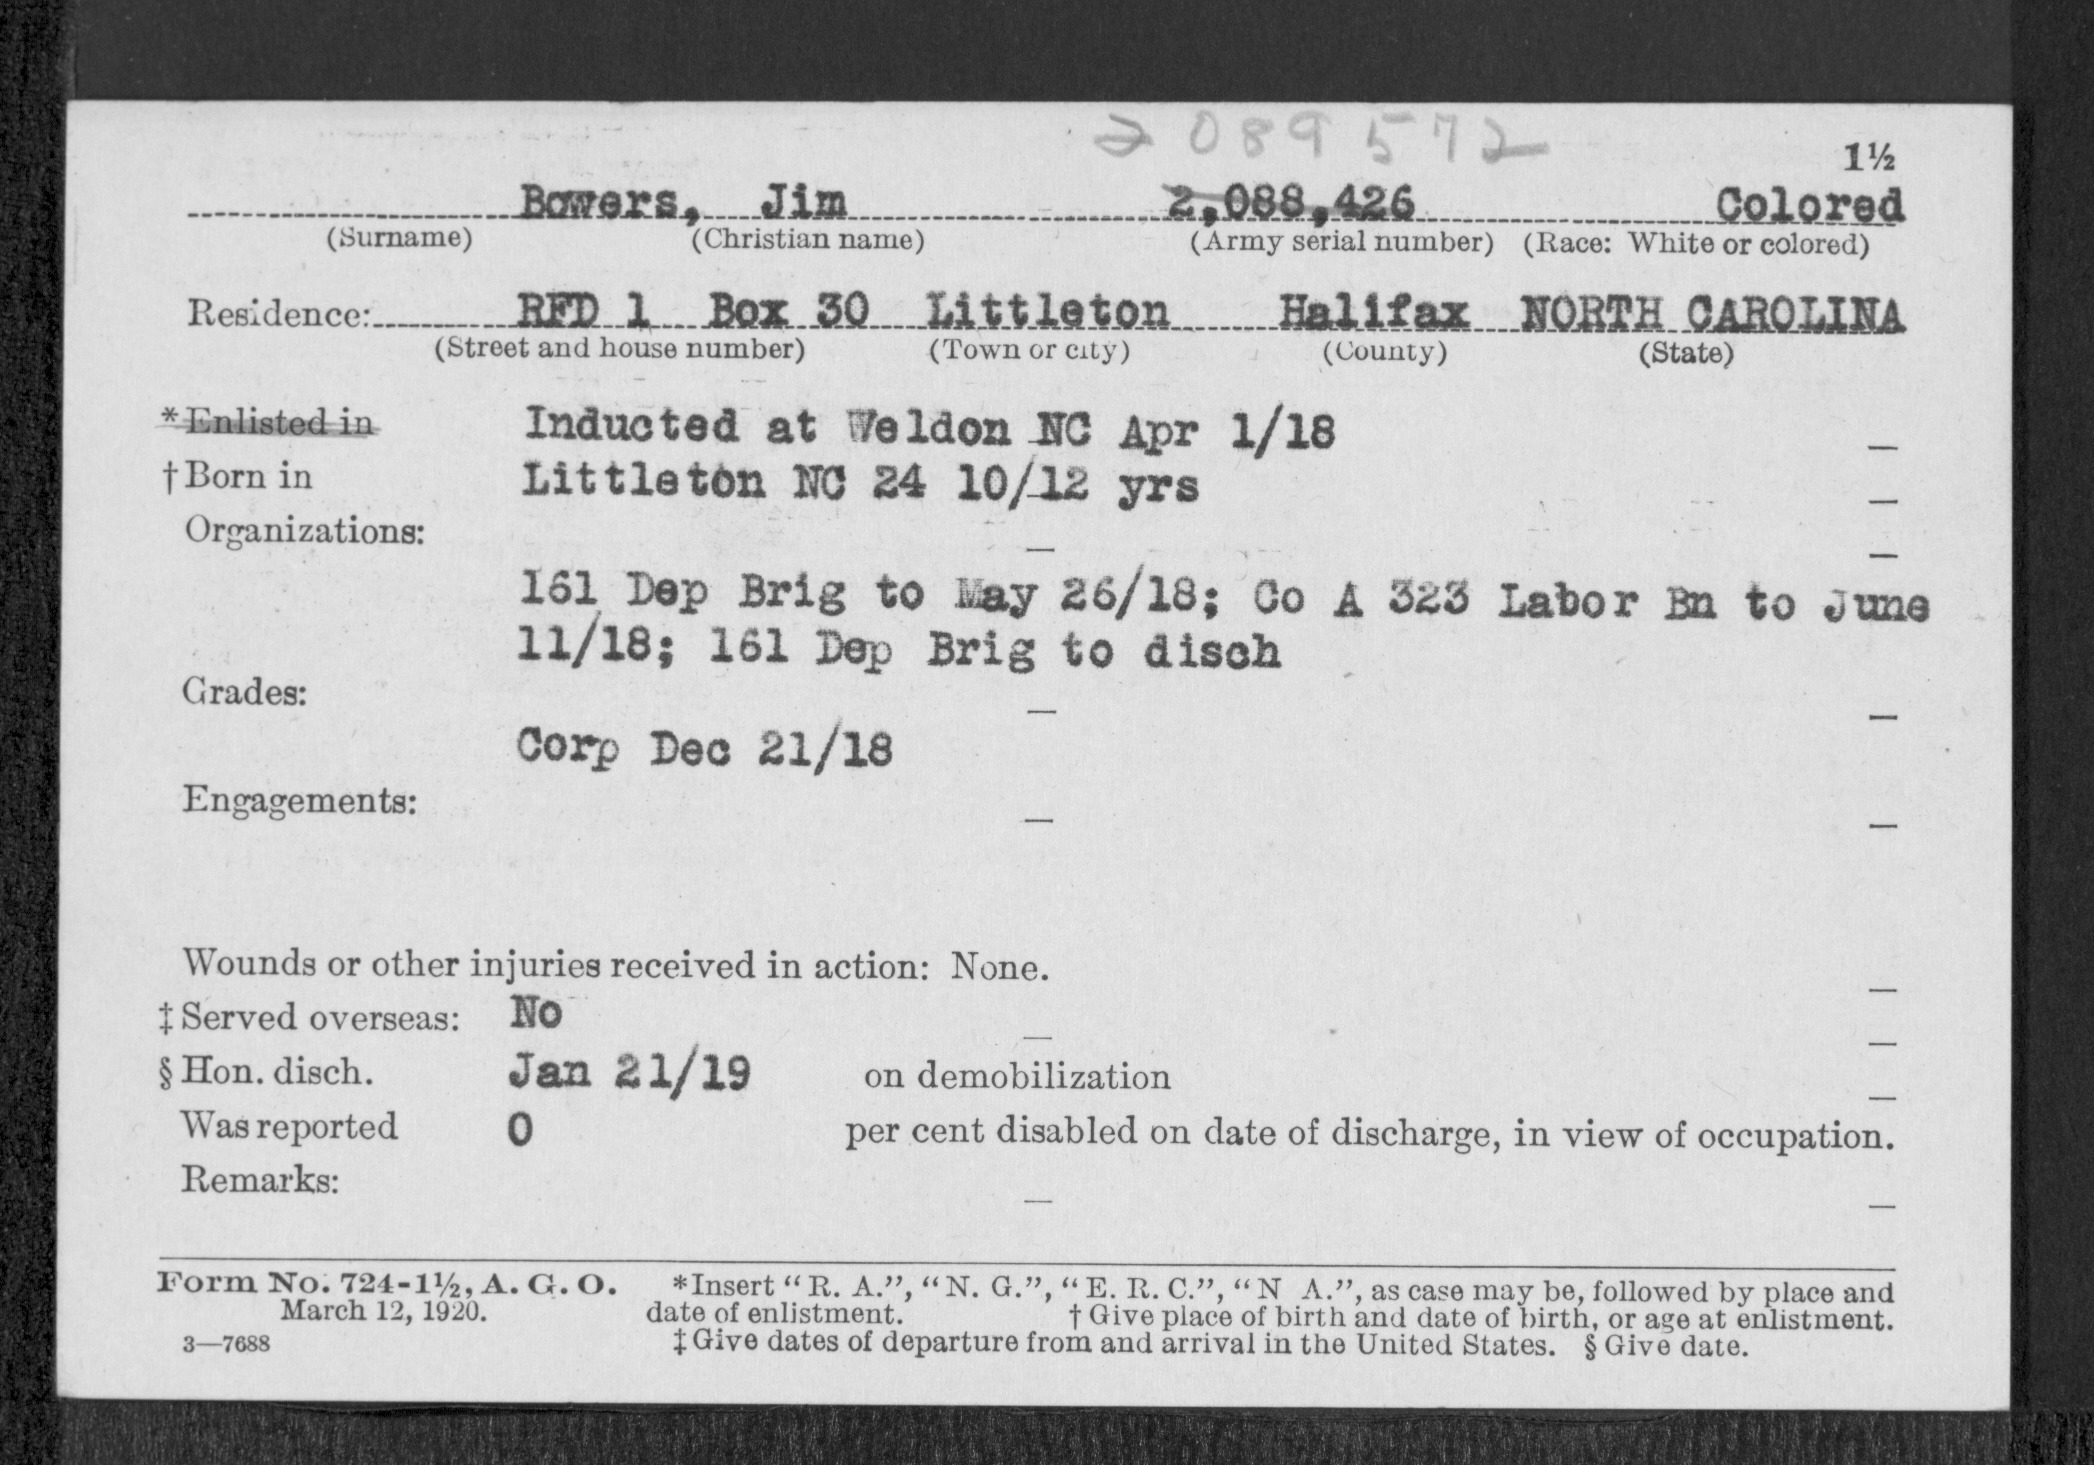 2089572
1½
Bowers, Jim 2,088,426 Colored
(Surname) (Christian name) (Army serial number) (Race: White or colored)
Residence: RFD 1 Box 30 Littleton Halifax NORTH CAROLINA
(Street and house number) (Town or city) (County) (State)
*Enlisted in Inducted at Weldon NC Apr 1/18
†Born in Littleton NC 24 10/12 yrs
Organizations:
161 Dep Brig to May 26/18; Co A 323 Labor Bn to June
11/18; 161 Dep Brig to disch
Grades:
Corp Dec 21/18
Engagements:
Wounds or other injuries received in action: None.
‡Served overseas: No
§Hon. disch. Jan 21/19 on demobilization
Was reported 0 per cent disabled on date of discharge, in view of occupation.
Remarks:
Form No. 724-1½, A. G. O. *Insert “R. A.”, “N. G.”, “E. R. C.”, “N A.”, as case may be, followed by place and
March 12, 1920. date of enlistment. †Give place of birth and date of birth, or age at enlistment.
3—7688 ‡Give dates of departure from and arrival in the United States. §Give date.